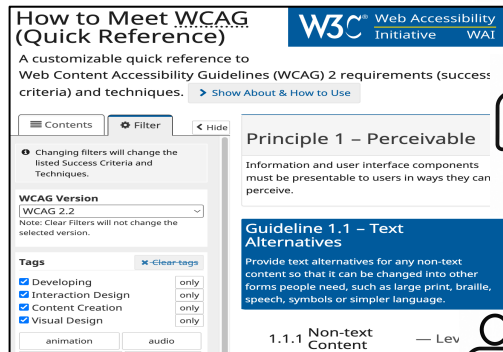 How to Meet WCAG
(Quick Reference)
W3C® Web Accessibility
Initiative WAI
A customizable quick reference to
Web Content Accessibility Guidelines (WCAG) 2 requirements (success
criteria) and techniques. Show About & How to Use
Contents
Filter
Hide
Changing filters will change the
listed Success Criteria and
Techniques.
WCAG Version
WCAG 2.2
Note: Clear Filters will not change the
selected version.
Tags
Clear tags
Developing only
Interaction Design only
Content Creation only
Visual Design only
animation audio
Principle 1 – Perceivable
Information and user interface components
must be presentable to users in ways they can
perceive.
Guideline 1.1 – Text
Alternatives
Provide text alternatives for any non-text
content so that it can be changed into other
forms people need, such as large print, braille,
speech, symbols or simpler language.
1.1.1 Non-text
Content
—